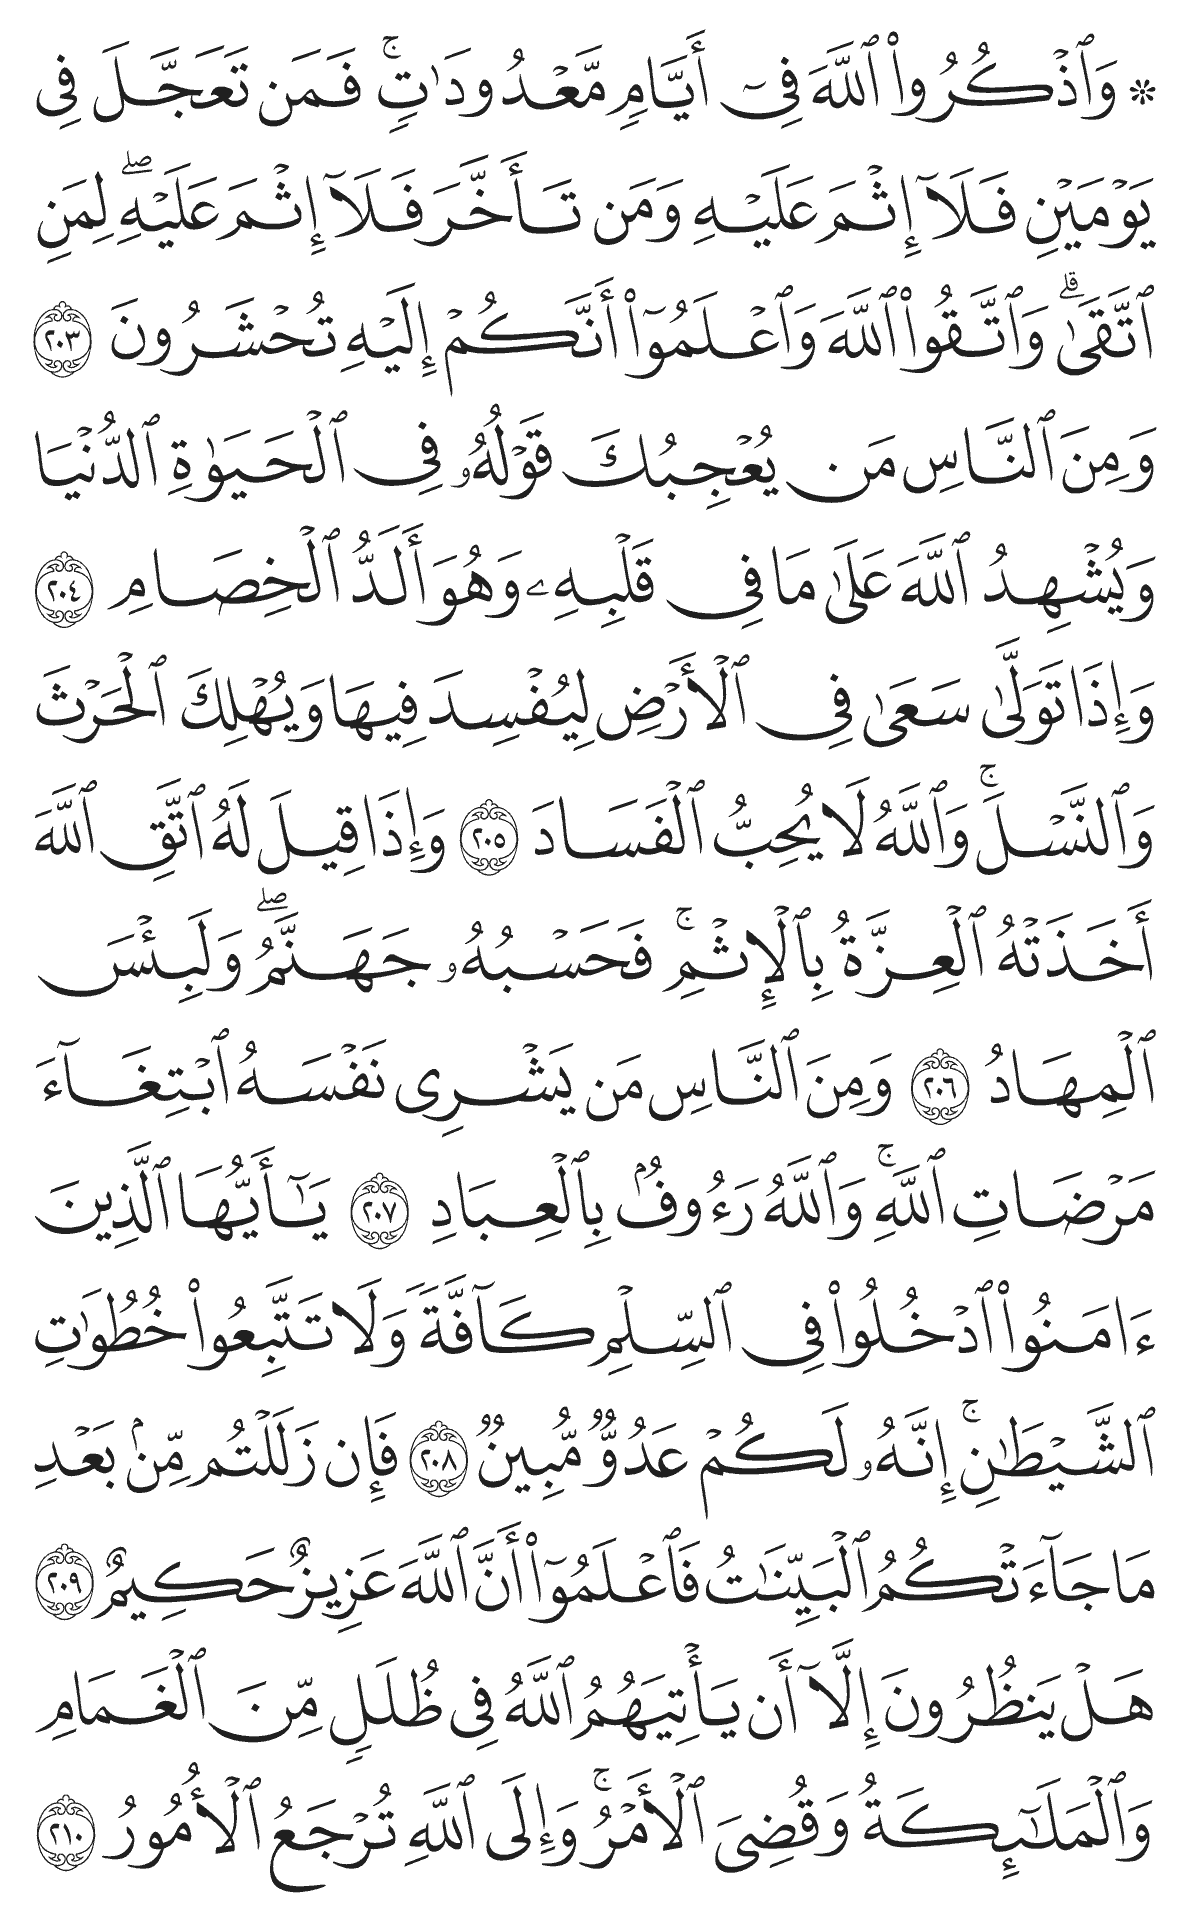 ۞ وَٱذۡكُرُواْ ٱللَّهَ فِيٓ أَيَّامٖ مَّعۡدُودَٰتٖۚ فَمَن تَعَجَّلَ فِي
يَوۡمَيۡنِ فَلَآ إِثۡمَ عَلَيۡهِ وَمَن تَأَخَّرَ فَلَآ إِثۡمَ عَلَيۡهِۖ لِمَنِ
ٱتَّقَىٰۗ وَٱتَّقُواْ ٱللَّهَ وَٱعۡلَمُوٓاْ أَنَّكُمۡ إِلَيۡهِ تُحۡشَرُونَ ٢٠٣
وَمِنَ ٱلنَّاسِ مَن يُعۡجِبُكَ قَوۡلُهُۥ فِي ٱلۡحَيَوٰةِ ٱلدُّنۡيَا
وَيُشۡهِدُ ٱللَّهَ عَلَىٰ مَا فِي قَلۡبِهِۦ وَهُوَ أَلَدُّ ٱلۡخِصَامِ ٢٠٤
وَإِذَا تَوَلَّىٰ سَعَىٰ فِي ٱلۡأَرۡضِ لِيُفۡسِدَ فِيهَا وَيُهۡلِكَ ٱلۡحَرۡثَ
وَٱلنَّسۡلَۚ وَٱللَّهُ لَا يُحِبُّ ٱلۡفَسَادَ ٢٠٥ وَإِذَا قِيلَ لَهُ ٱتَّقِ ٱللَّهَ
أَخَذَتۡهُ ٱلۡعِزَّةُ بِٱلۡإِثۡمِۚ فَحَسۡبُهُۥ جَهَنَّمُۖ وَلَبِئۡسَ
ٱلۡمِهَادُ ٢٠٦ وَمِنَ ٱلنَّاسِ مَن يَشۡرِي نَفۡسَهُ ٱبۡتِغَآءَ
مَرۡضَاتِ ٱللَّهِۚ وَٱللَّهُ رَءُوفُۢ بِٱلۡعِبَادِ ٢٠٧ يَٰٓأَيُّهَا ٱلَّذِينَ
ءَامَنُواْ ٱدۡخُلُواْ فِي ٱلسِّلۡمِ كَآفَّةٗ وَلَا تَتَّبِعُواْ خُطُوَٰتِ
ٱلشَّيۡطَٰنِۚ إِنَّهُۥ لَكُمۡ عَدُوّٞ مُّبِينٞ ٢٠٨ فَإِن زَلَلۡتُم مِّنۢ بَعۡدِ
مَا جَآءَتۡكُمُ ٱلۡبَيِّنَٰتُ فَٱعۡلَمُوٓاْ أَنَّ ٱللَّهَ عَزِيزٌ حَكِيمٌ ٢٠٩
هَلۡ يَنظُرُونَ إِلَّآ أَن يَأۡتِيَهُمُ ٱللَّهُ فِي ظُلَلٖ مِّنَ ٱلۡغَمَامِ
وَٱلۡمَلَٰٓئِكَةُ وَقُضِيَ ٱلۡأَمۡرُۚ وَإِلَى ٱللَّهِ تُرۡجَعُ ٱلۡأُمُورُ ٢١٠